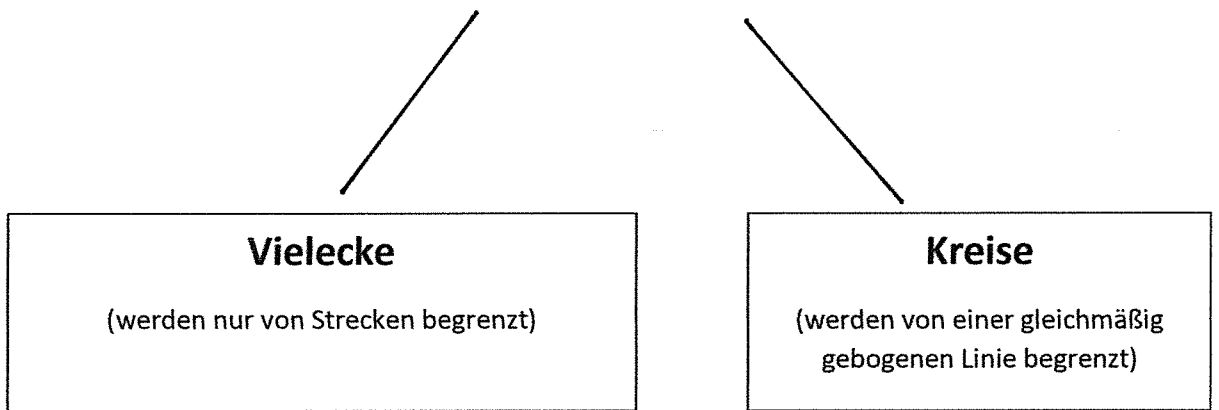 Vielecke
(werden nur von Strecken begrenzt)
Kreise
(werden von einer gleichmäßig
gebogenen Linie begrenzt)